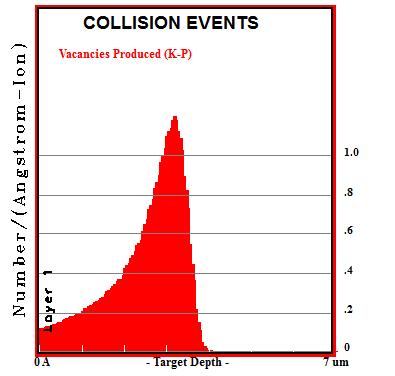 COLLISION EVENTS
Vacancies Produced (K-P)
Number/(Angstrom-Ion)
1.0
.8
.6
.4
.2
0
Layer 1
0 A
- Target Depth -
7 um